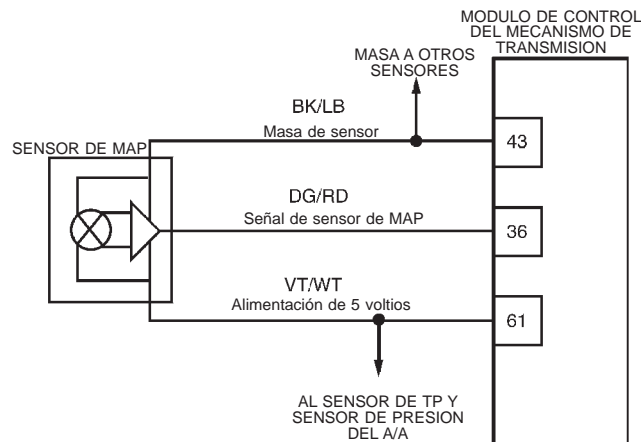 MODULO DE CONTROL
DEL MECANISMO DE
TRANSMISION
MASA A OTROS
SENSORES
BK/LB
Masa de sensor
43
SENSOR DE MAP
DG/RD
Señal de sensor de MAP
36
VT/WT
Alimentación de 5 voltios
61
AL SENSOR DE TP Y
SENSOR DE PRESION
DEL A/A